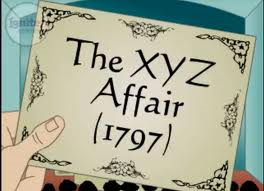 The XYZ
Affair
(1797)